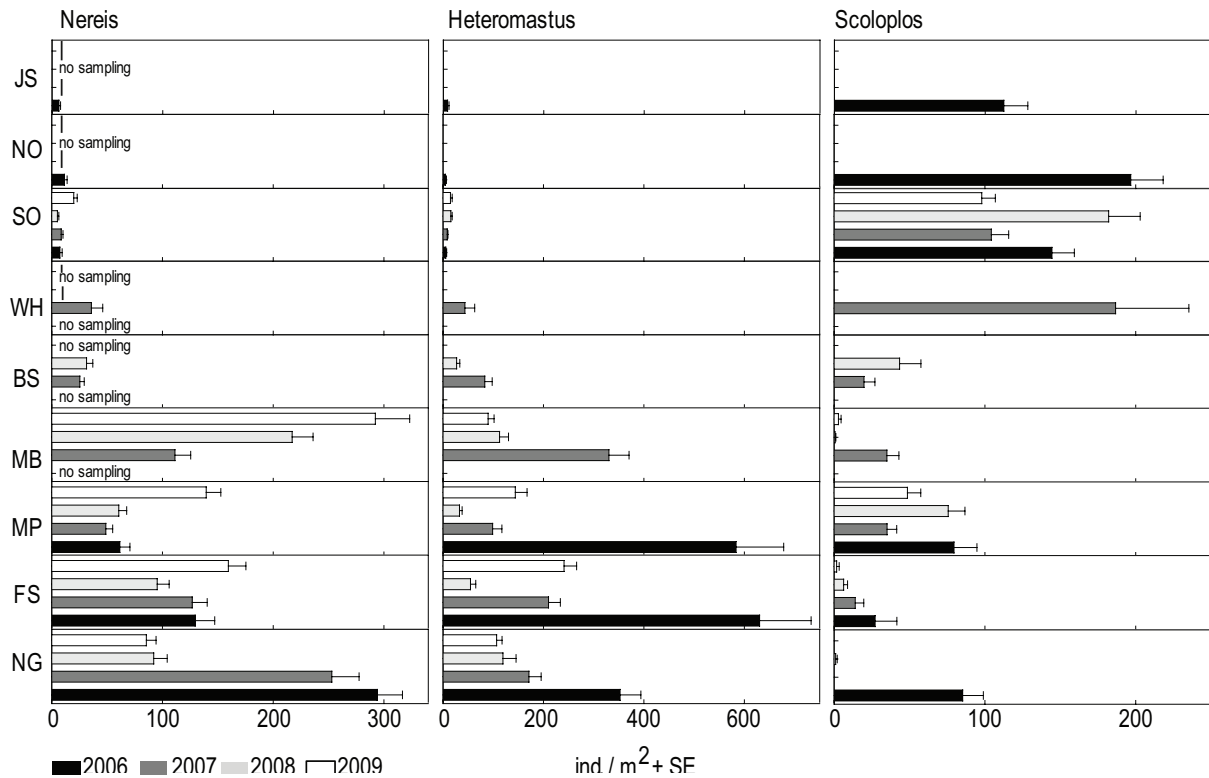 Nereis Heteromastus Scoloplos
JS no sampling
NO no sampling
SO
no sampling
WH
no sampling
no sampling
BS
no sampling
MB
no sampling
MP
FS
NG
0 100 200 300 0 200 400 600 0 100 200
2006 2007 2008 2009 ind. / m² + SE